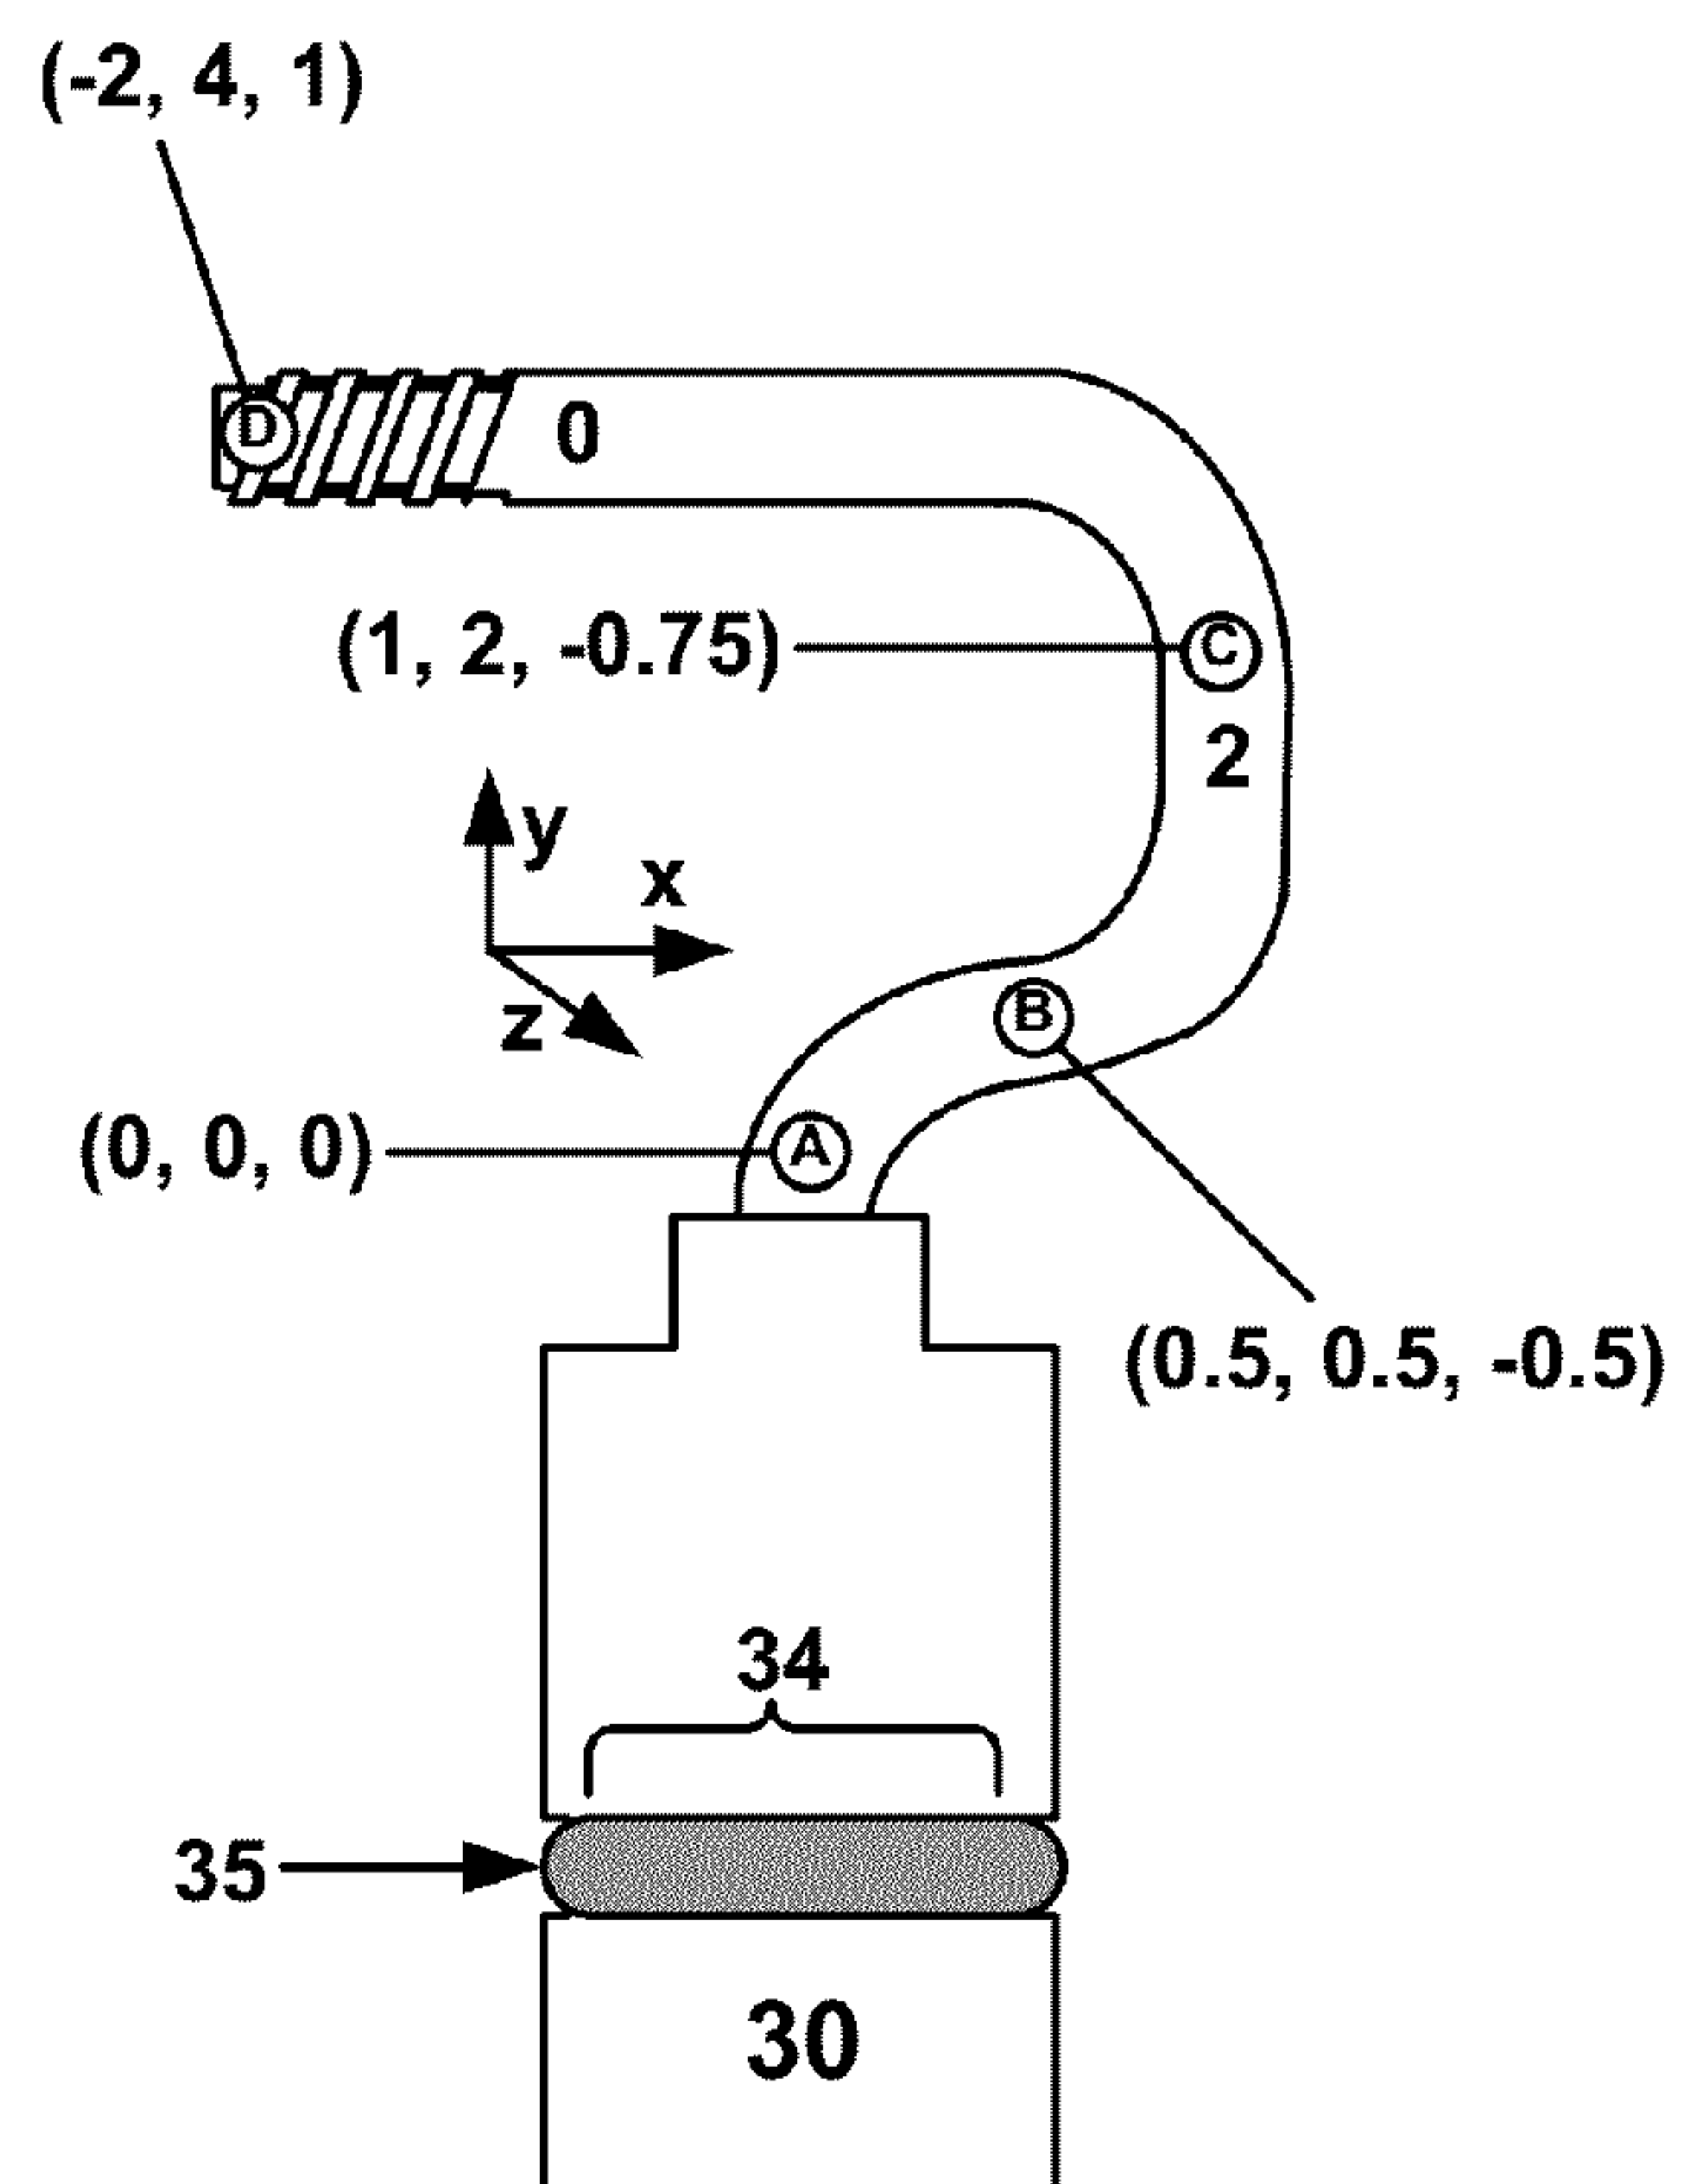 (-2, 4, 1)
D
0
(1, 2, -0.75)
C
2
y
x
z
B
(0, 0, 0)
A
(0.5, 0.5, -0.5)
34
35
30